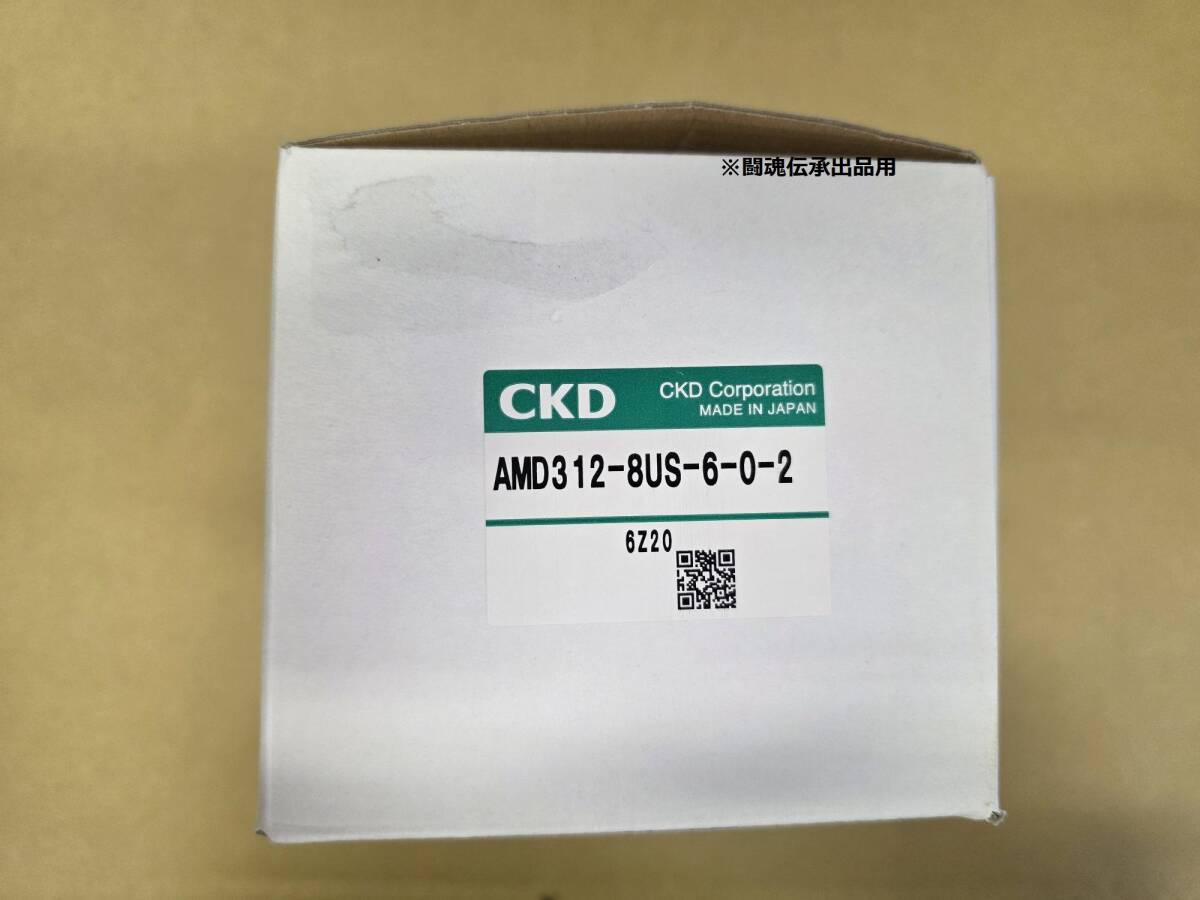 ※闘魂伝承出品用
CKD
CKD Corporation
MADE IN JAPAN
AMD312-8US-6-0-2
6Z20